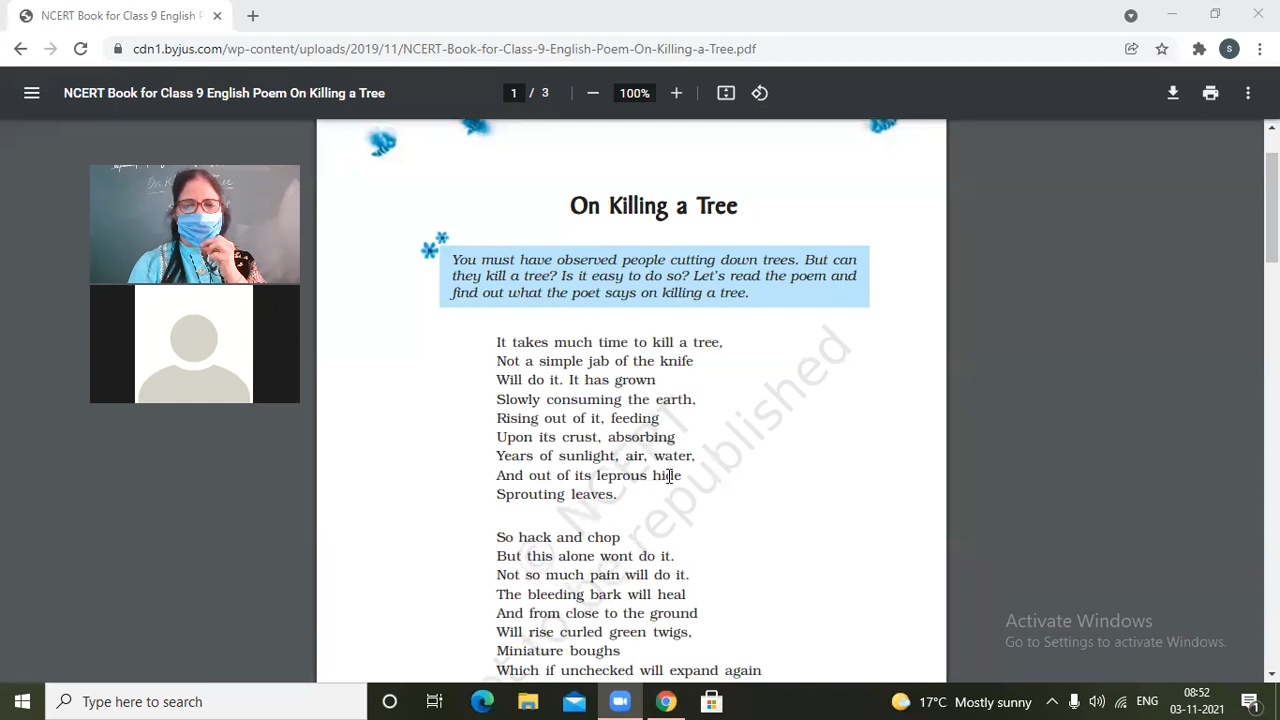 NCERT Book for Class 9 English P
cdn1.byjus.com/wp-content/uploads/2019/11/NCERT-Book-for-Class-9-English-Poem-On-Killing-a-Tree.pdf
S
NCERT Book for Class 9 English Poem On Killing a Tree
1 / 3
100%
On Killing a Tree
You must have observed people cutting down trees. But can
they kill a tree? Is it easy to do so? Let's read the poem and
find out what the poet says on killing a tree.
It takes much time to kill a tree,
Not a simple jab of the knife
Will do it. It has grown
Slowly consuming the earth,
Rising out of it, feeding
Upon its crust, absorbing
Years of sunlight, air, water,
And out of its leprous hide
Sprouting leaves.
So hack and chop
But this alone wont do it.
Not so much pain will do it.
The bleeding bark will heal
And from close to the ground
Will rise curled green twigs,
Miniature boughs
Which if unchecked will expand again
© NCERT
not to be republished
Activate Windows
Go to Settings to activate Windows.
Type here to search
17°C Mostly sunny
ENG
08:52
03-11-2021
1